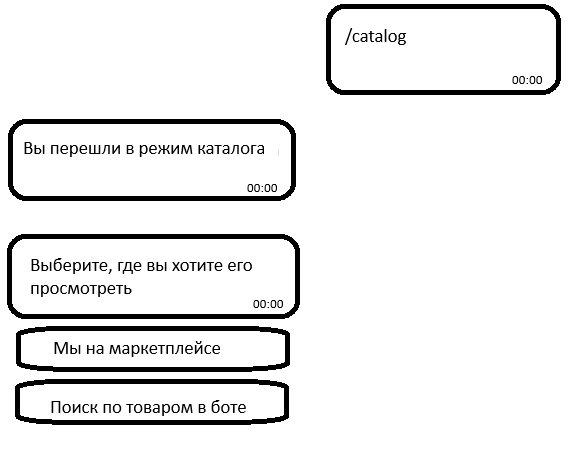 /catalog
00:00
Вы перешли в режим каталога
00:00
Выберите, где вы хотите его
просмотреть
00:00
Мы на маркетплейсе
Поиск по товаром в боте